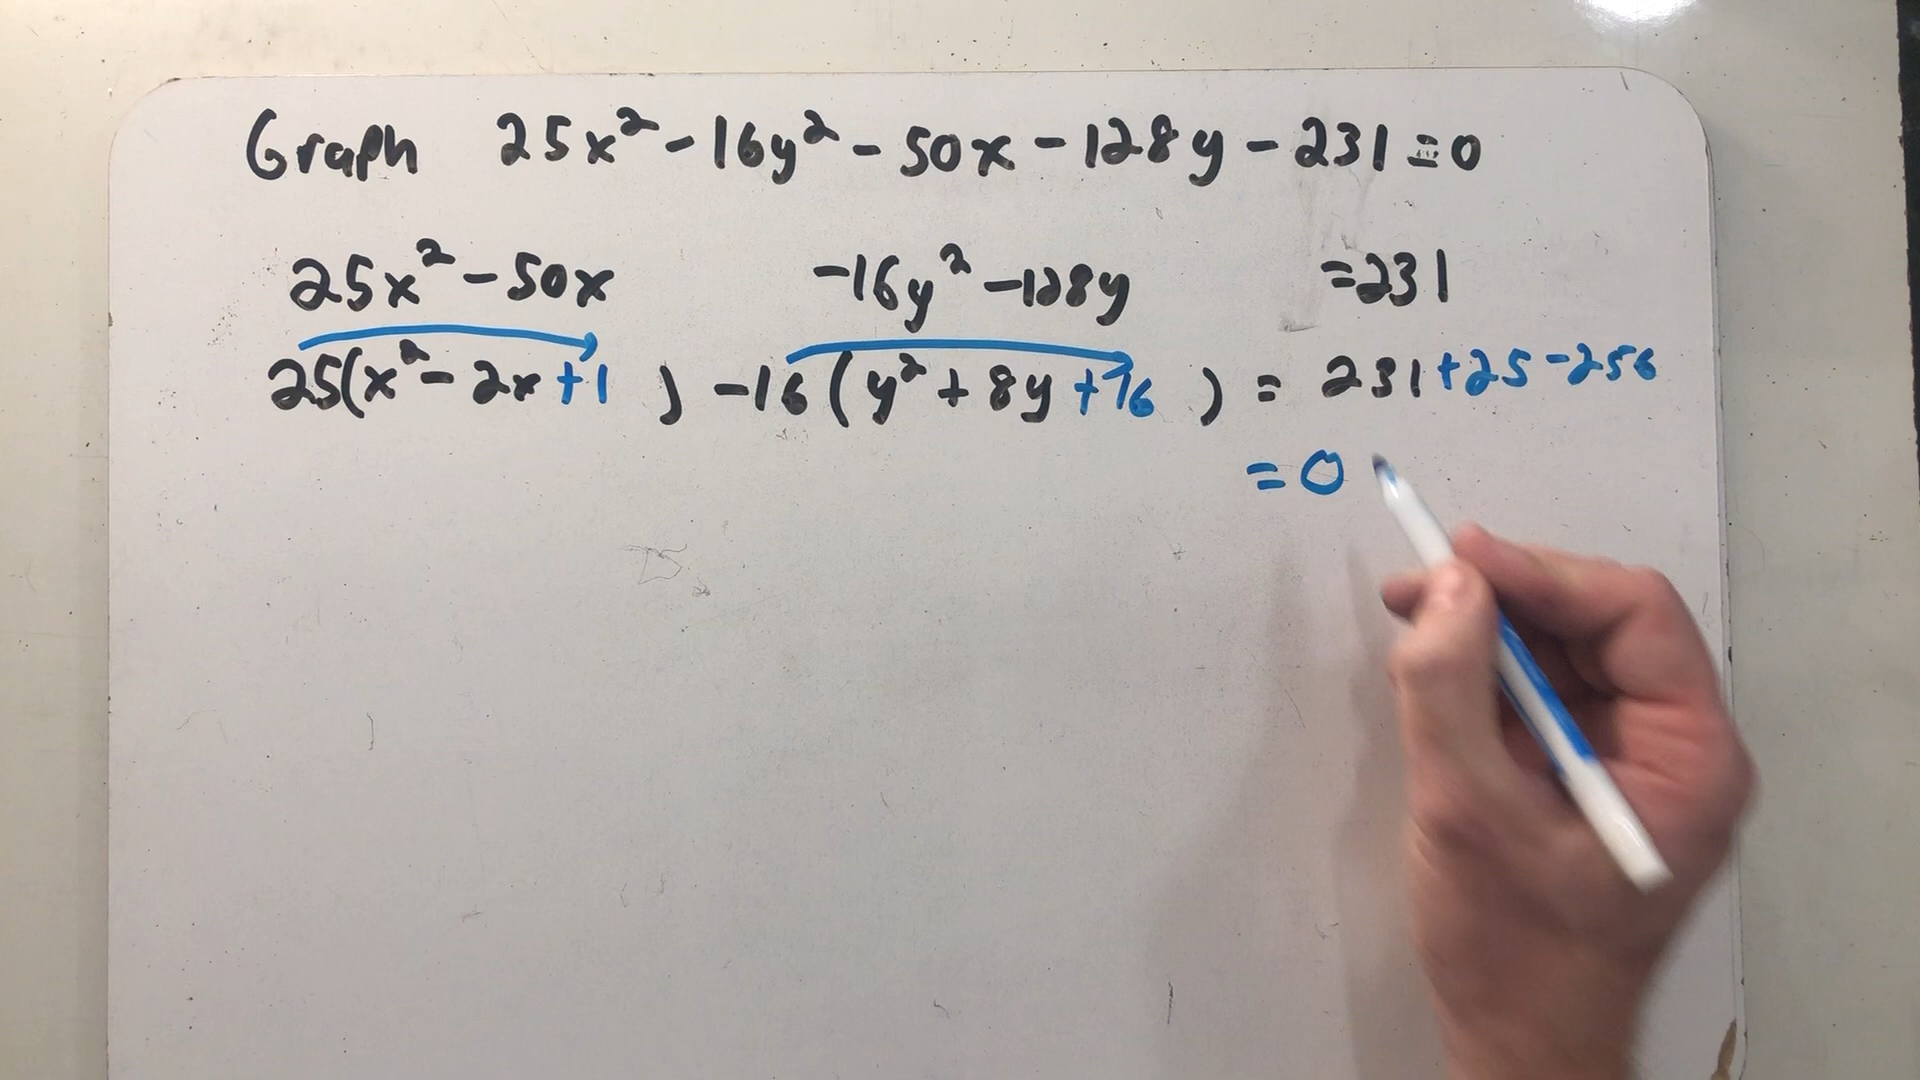 Graph 25x² - 16y² - 50x - 128y - 231 = 0
25x² - 50x -16y² - 128y = 231
25(x² - 2x + 1 ) - 16 ( y² + 8y + 16 ) = 231 + 25 - 256
= 0